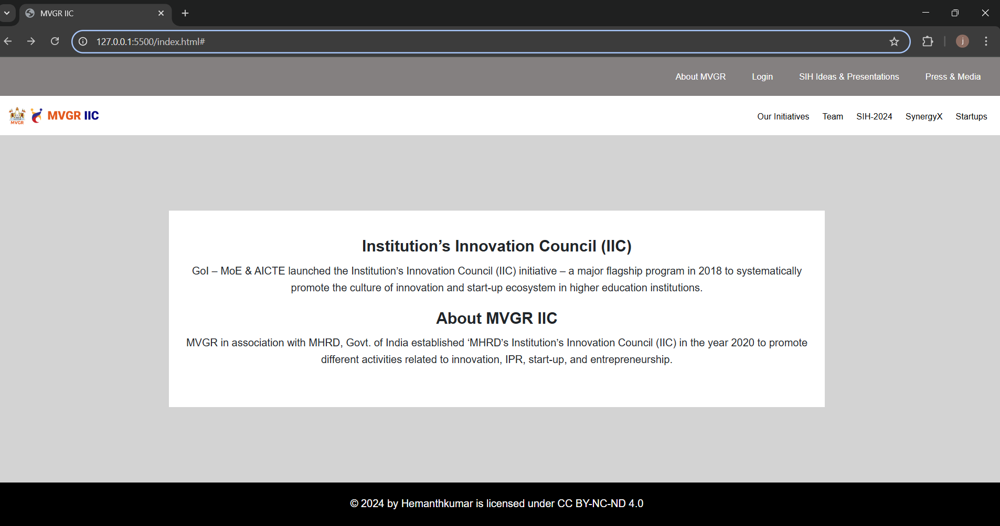 MVGR IIC
127.0.0.1:5500/index.html#
j
About MVGR Login SIH Ideas & Presentations Press & Media
MVGR MVGR IIC Our Initiatives Team SIH-2024 SynergyX Startups
Institution’s Innovation Council (IIC)
GoI – MoE & AICTE launched the Institution’s Innovation Council (IIC) initiative – a major flagship program in 2018 to systematically
promote the culture of innovation and start-up ecosystem in higher education institutions.
About MVGR IIC
MVGR in association with MHRD, Govt. of India established ‘MHRD’s Institution’s Innovation Council (IIC) in the year 2020 to promote
different activities related to innovation, IPR, start-up, and entrepreneurship.
© 2024 by Hemanthkumar is licensed under CC BY-NC-ND 4.0